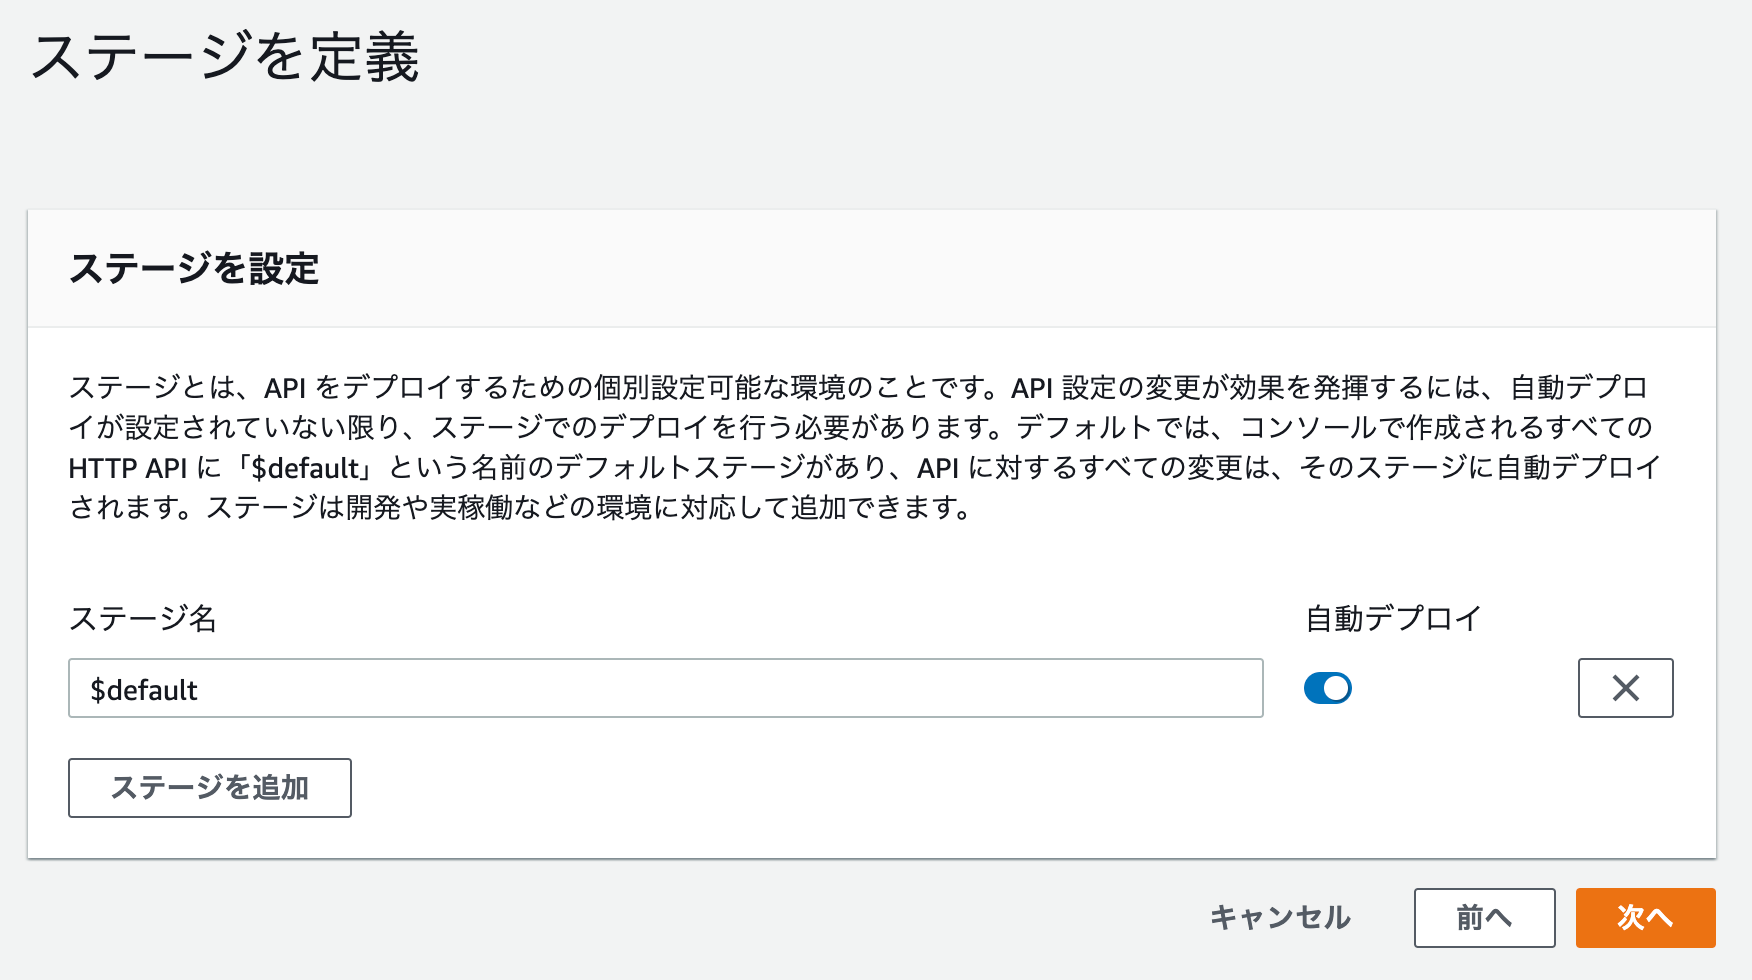 ステージを定義
ステージを設定
ステージとは、API をデプロイするための個別設定可能な環境のことです。API 設定の変更が効果を発揮するには、自動デプロ
イが設定されていない限り、ステージでのデプロイを行う必要があります。デフォルトでは、コンソールで作成されるすべての
HTTP API に「$default」という名前のデフォルトステージがあり、API に対するすべての変更は、そのステージに自動デプロイ
されます。ステージは開発や実稼働などの環境に対応して追加できます。
ステージ名
自動デプロイ
$default
ステージを追加
キャンセル
前へ
次へ